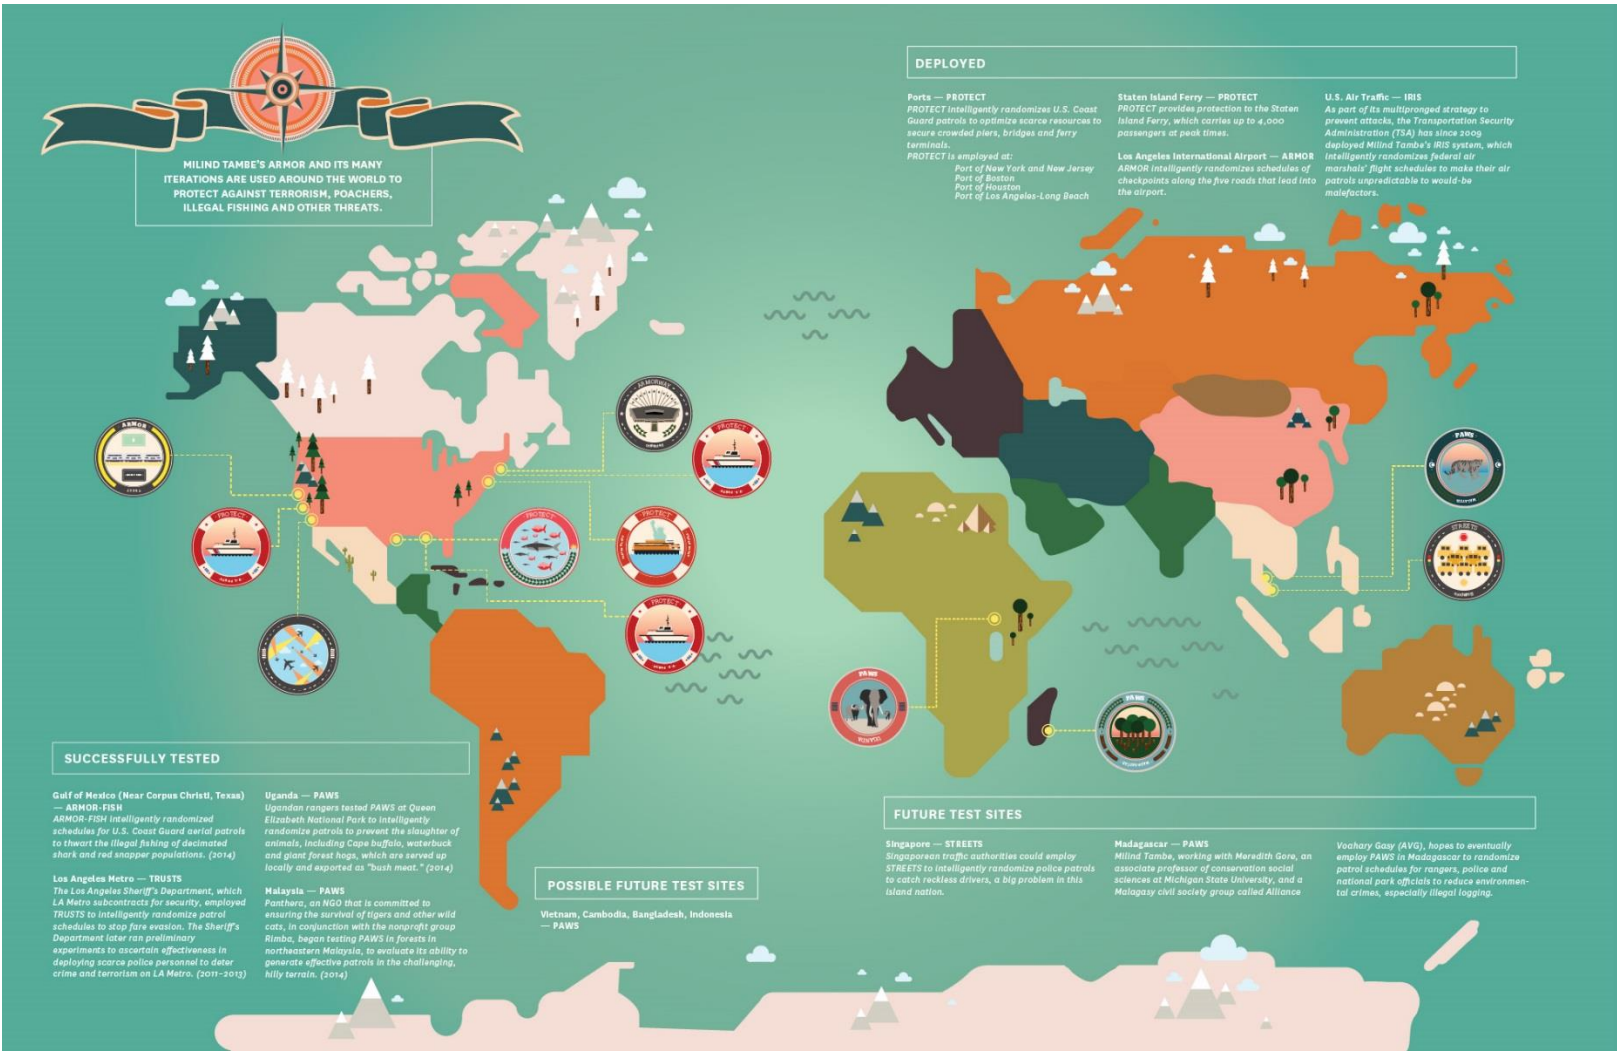 MILIND TAMBE'S ARMOR AND ITS MANY
ITERATIONS ARE USED AROUND THE WORLD TO
PROTECT AGAINST TERRORISM, POACHERS,
ILLEGAL FISHING AND OTHER THREATS.
DEPLOYED
Ports — PROTECT
PROTECT intelligently randomizes U.S. Coast
Guard patrols to optimize scarce resources to
secure crowded piers, bridges and ferry
terminals.
PROTECT is employed at:
Port of New York and New Jersey
Port of Boston
Port of Houston
Port of Los Angeles-Long Beach
Staten Island Ferry — PROTECT
PROTECT provides protection to the Staten
Island Ferry, which carries up to 4,000
passengers at peak times.
Los Angeles International Airport — ARMOR
ARMOR intelligently randomizes schedules of
checkpoints along the five roads that lead into
the airport.
U.S. Air Traffic — IRIS
As part of its multipronged strategy to
prevent attacks, the Transportation Security
Administration (TSA) has since 2009
deployed Milind Tambe's IRIS system, which
intelligently randomizes federal air
marshals' flight schedules to make their air
patrols unpredictable to would-be
malefactors.
ARMORWAY
ARMOR
PROTECT
PROTECT
PROTECT
PROTECT
PROTECT
PAWS
STREETS
PAWS
PAWS
SUCCESSFULLY TESTED
Gulf of Mexico (Near Corpus Christi, Texas)
— ARMOR-FISH
ARMOR-FISH intelligently randomized
schedules for U.S. Coast Guard aerial patrols
to thwart the illegal fishing of decimated
shark and red snapper populations. (2014)
Los Angeles Metro — TRUSTS
The Los Angeles Sheriff's Department, which
LA Metro subcontracts for security, employed
TRUSTS to intelligently randomize patrol
schedules to stop fare evasion. The Sheriff's
Department later ran preliminary
experiments to ascertain effectiveness in
deploying scarce police personnel to deter
crime and terrorism on LA Metro. (2011–2013)
Uganda — PAWS
Ugandan rangers tested PAWS at Queen
Elizabeth National Park to intelligently
randomize patrols to prevent the slaughter of
animals, including Cape buffalo, waterbuck
and giant forest hogs, which are served up
locally and exported as "bush meat." (2014)
Malaysia — PAWS
Panthera, an NGO that is committed to
ensuring the survival of tigers and other wild
cats, in conjunction with the nonprofit group
Rimba, began testing PAWS in forests in
northeastern Malaysia, to evaluate its ability to
generate effective patrols in the challenging,
hilly terrain. (2014)
POSSIBLE FUTURE TEST SITES
Vietnam, Cambodia, Bangladesh, Indonesia
— PAWS
FUTURE TEST SITES
Singapore — STREETS
Singaporean traffic authorities could employ
STREETS to intelligently randomize police patrols
to catch reckless drivers, a big problem in this
island nation.
Madagascar — PAWS
Milind Tambe, working with Meredith Gore, an
associate professor of conservation social
sciences at Michigan State University, and a
Malagasy civil society group called Alliance
Voahary Gasy (AVG), hopes to eventually
employ PAWS in Madagascar to randomize
patrol schedules for rangers, police and
national park officials to reduce environmen-
tal crimes, especially illegal logging.